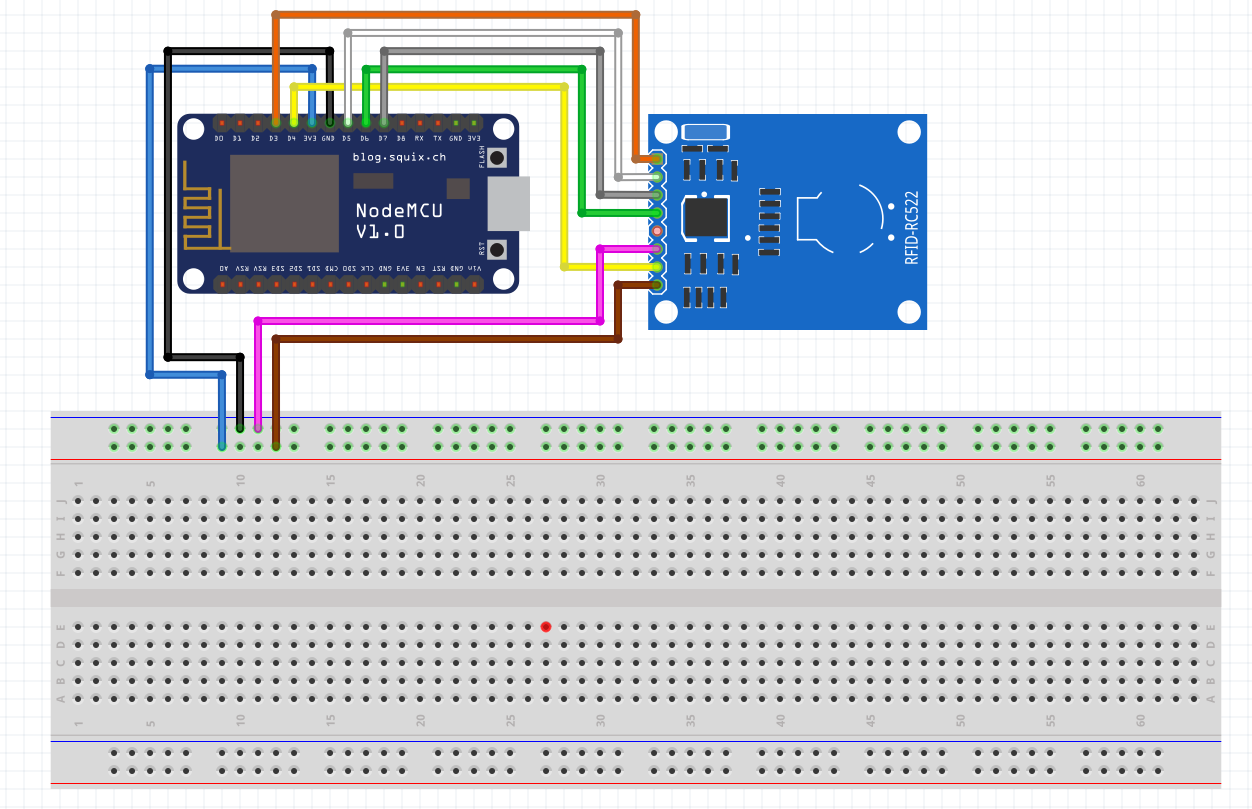 D0 D1 D2 D3 D4 3V3 GND D5 D6 D7 D8 RX TX GND 3V3
blog.squix.ch
FLASH
NodeMCU
V1.0
RST
A0 RSV RSV SD3 SD2 SD1 CMD SD0 CLK GND 3V3 EN RST GND Vin
RFID-RC522
1 5 10 15 20 25 30 35 40 45 50 55 60
J J
I I
H H
G G
F F
E E
D D
C C
B B
A A
1 5 10 15 20 25 30 35 40 45 50 55 60